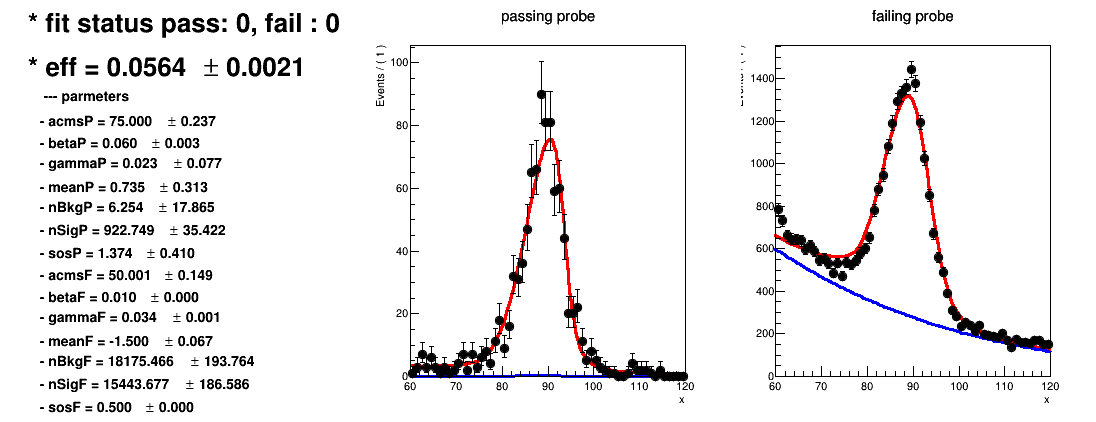 * fit status pass: 0, fail : 0
* eff = 0.0564 ± 0.0021
--- parmeters
- acmsP = 75.000 ± 0.237
- betaP = 0.060 ± 0.003
- gammaP = 0.023 ± 0.077
- meanP = 0.735 ± 0.313
- nBkgP = 6.254 ± 17.865
- nSigP = 922.749 ± 35.422
- sosP = 1.374 ± 0.410
- acmsF = 50.001 ± 0.149
- betaF = 0.010 ± 0.000
- gammaF = 0.034 ± 0.001
- meanF = -1.500 ± 0.067
- nBkgF = 18175.466 ± 193.764
- nSigF = 15443.677 ± 186.586
- sosF = 0.500 ± 0.000
passing probe
Events / ( 1 )
100
80
60
40
20
0
60 70 80 90 100 110 120
x
failing probe
1400
1200
1000
800
600
400
200
0
60 70 80 90 100 110 120
x